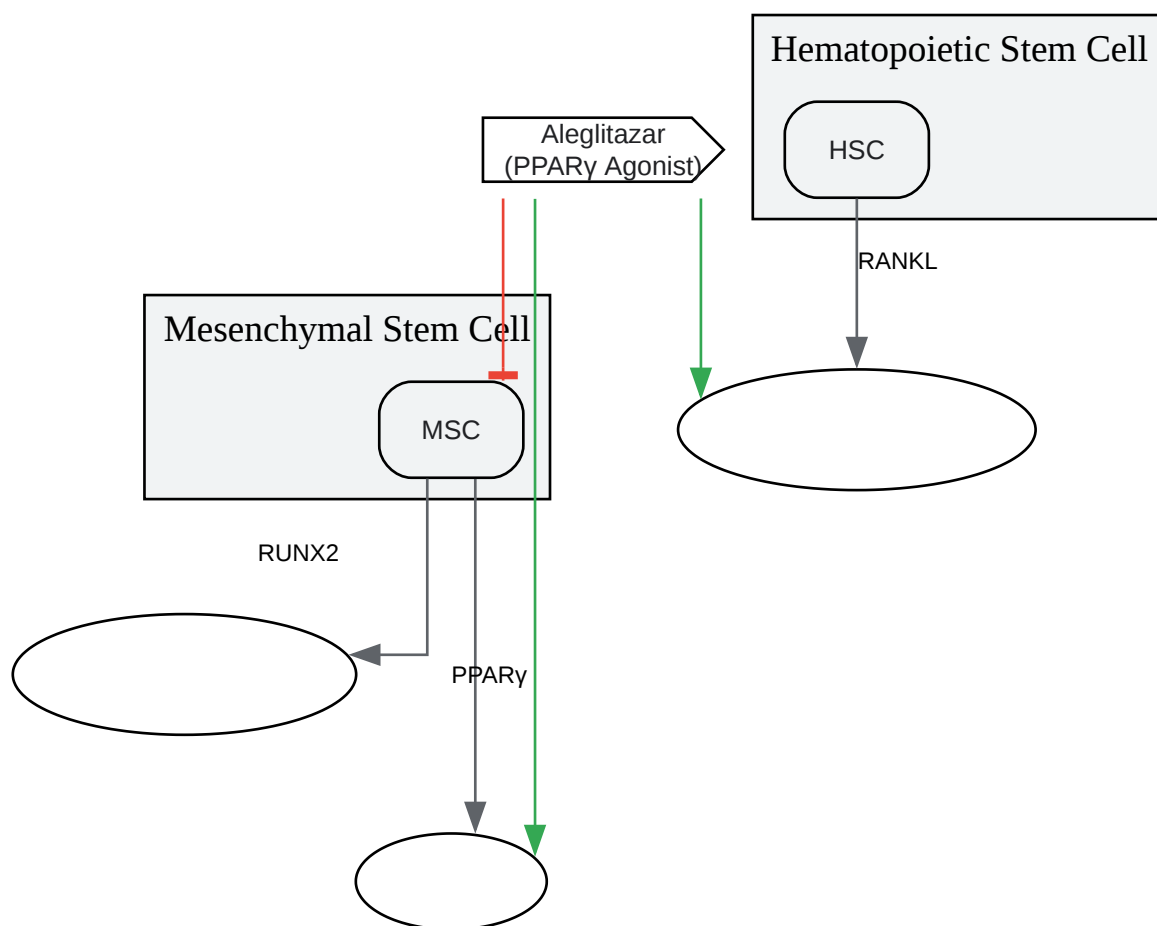 Hematopoietic Stem Cell
Aleglitazar
(PPARγ Agonist)
HSC
RANKL
Mesenchymal Stem Cell
MSC
RUNX2
PPARγ